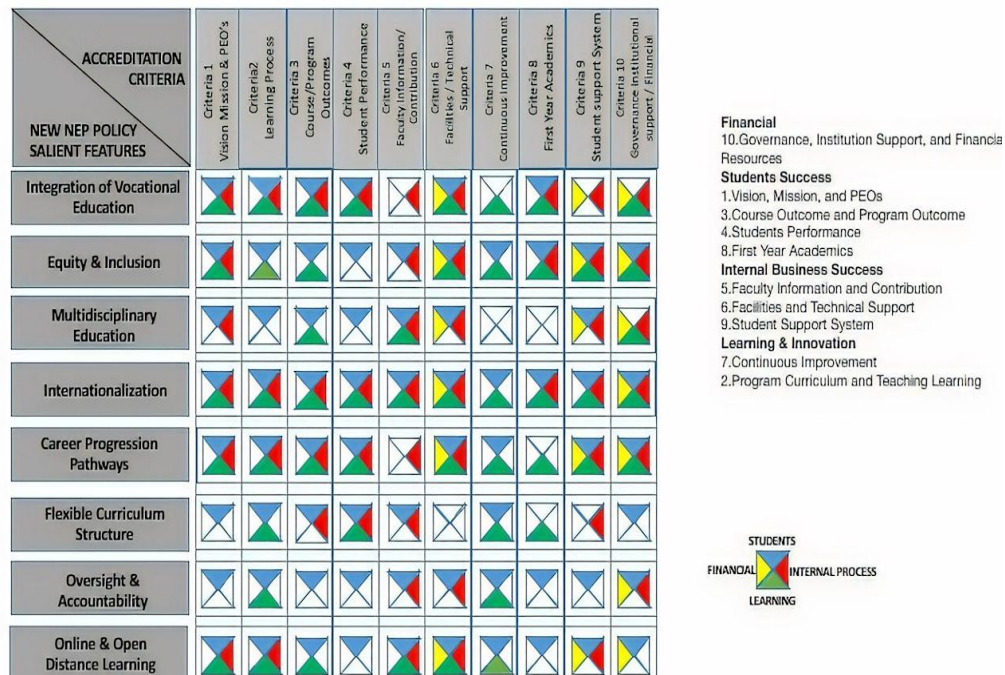 ACCREDITATION
CRITERIA
NEW NEP POLICY
SALIENT FEATURES
Criteria 1
Vision Mission & PEO's
Criteria2
Learning Process
Criteria 3
Course/Program
Outcomes
Criteria 4
Student Performance
Criteria 5
Faculty Information/
Contribution
Criteria 6
Facilities / Technical
Support
Criteria 7
Continuous Improvement
Criteria 8
First Year Academics
Criteria 9
Student support System
Criteria 10
Governance Institutional
support / Financial
Integration of Vocational
Education
Equity & Inclusion
Multidisciplinary
Education
Internationalization
Career Progression
Pathways
Flexible Curriculum
Structure
Oversight &
Accountability
Online & Open
Distance Learning
Financial
10.Governance, Institution Support, and Financia
Resources
Students Success
1.Vision, Mission, and PEOs
3.Course Outcome and Program Outcome
4.Students Performance
8.First Year Academics
Internal Business Success
5.Faculty Information and Contribution
6.Facilities and Technical Support
9.Student Support System
Learning & Innovation
7.Continuous Improvement
2.Program Curriculum and Teaching Learning
STUDENTS
FINANCIAL INTERNAL PROCESS
LEARNING